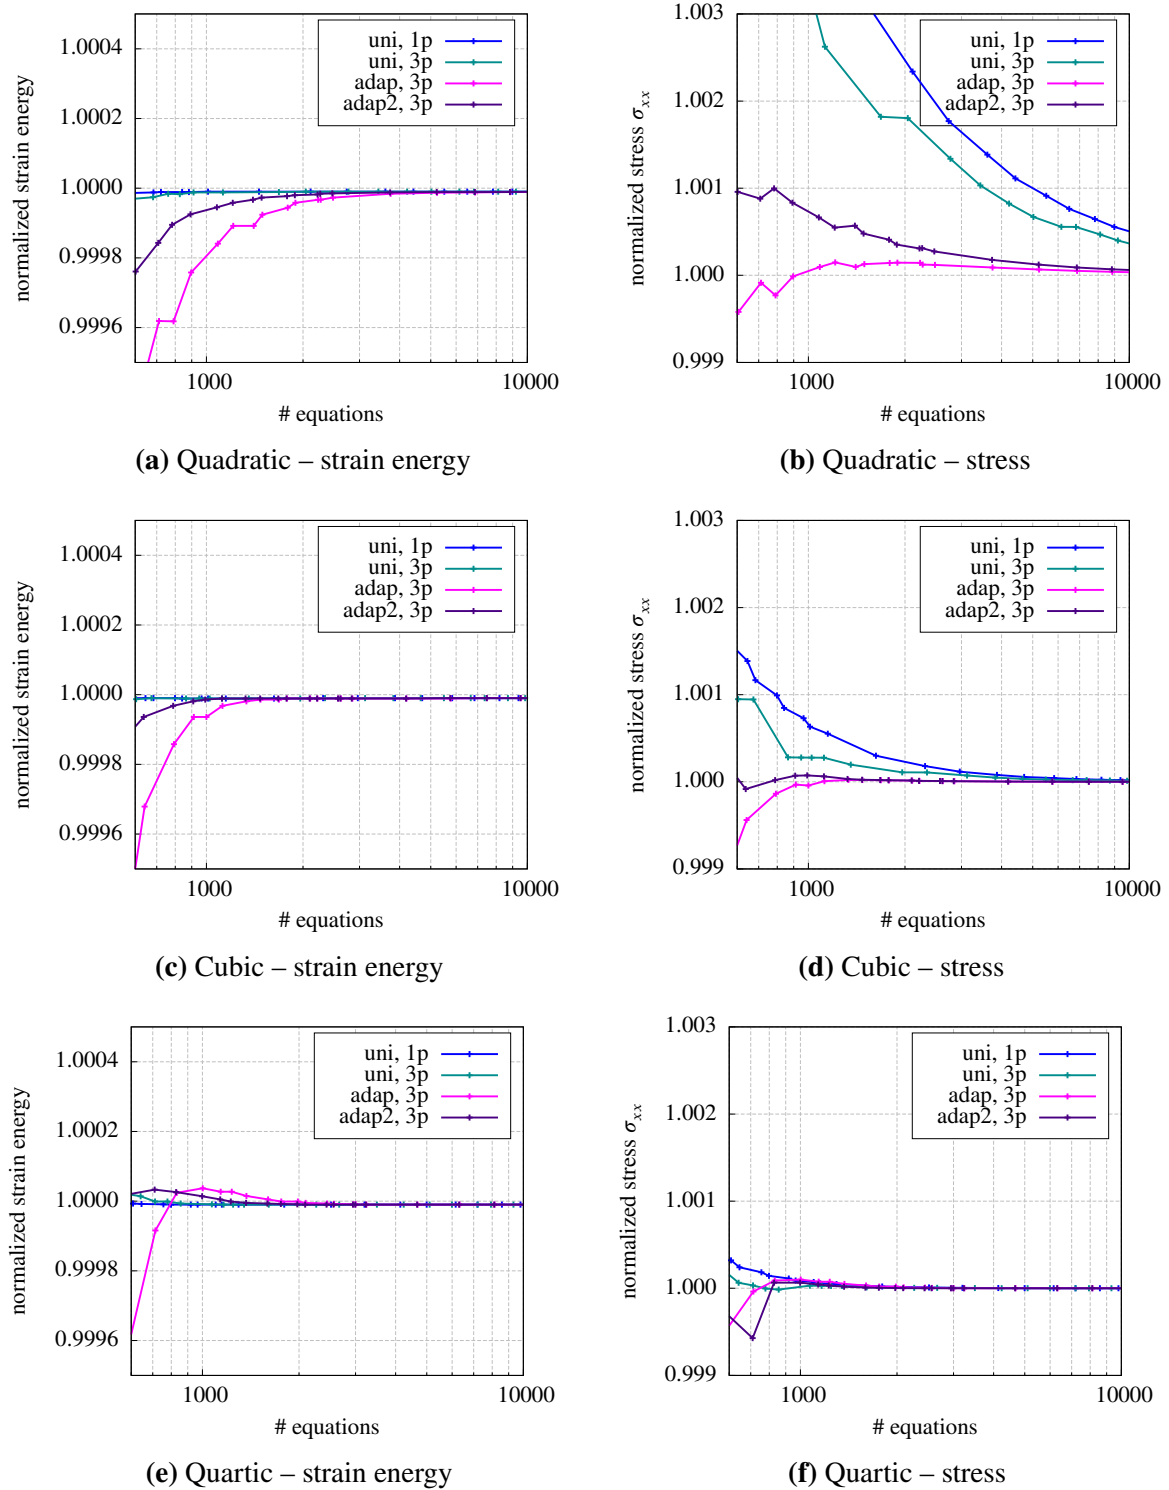 normalized strain energy
1.0004
1.0002
1.0000
0.9998
0.9996
uni, 1p
uni, 3p
adap, 3p
adap2, 3p
1000
10000
# equations
(a) Quadratic – strain energy
normalized stress σxx
1.003
1.002
1.001
1.000
0.999
uni, 1p
uni, 3p
adap, 3p
adap2, 3p
1000
10000
# equations
(b) Quadratic – stress
normalized strain energy
1.0004
1.0002
1.0000
0.9998
0.9996
uni, 1p
uni, 3p
adap, 3p
adap2, 3p
1000
10000
# equations
(c) Cubic – strain energy
normalized stress σxx
1.003
1.002
1.001
1.000
0.999
uni, 1p
uni, 3p
adap, 3p
adap2, 3p
1000
10000
# equations
(d) Cubic – stress
normalized strain energy
1.0004
1.0002
1.0000
0.9998
0.9996
uni, 1p
uni, 3p
adap, 3p
adap2, 3p
1000
10000
# equations
(e) Quartic – strain energy
normalized stress σxx
1.003
1.002
1.001
1.000
0.999
uni, 1p
uni, 3p
adap, 3p
adap2, 3p
1000
10000
# equations
(f) Quartic – stress